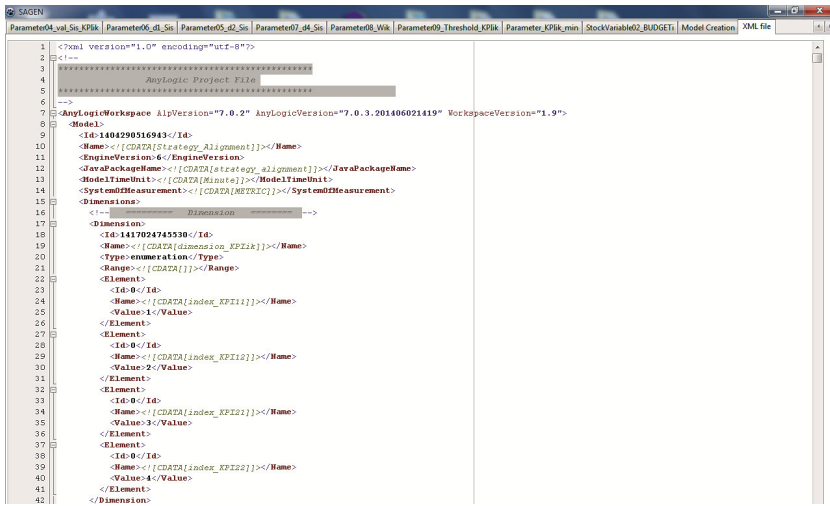 SAGEN
Parameter04_val_Sis_KPIik Parameter06_d1_Sis Parameter05_d2_Sis Parameter07_d4_Sis Parameter08_Wik Parameter09_Threshold_KPIik Parameter_KPIik_min StockVariable02_BUDGETi Model Creation XML file
1 <?xml version="1.0" encoding="utf-8"?>
2 <!--
3 *************************************************
4 AnyLogic Project File
5 *************************************************
6 -->
7 <AnyLogicWorkspace AlpVersion="7.0.2" AnyLogicVersion="7.0.3.201406021419" WorkspaceVersion="1.9">
8 <Model>
9 <Id>1404290516943</Id>
10 <Name><![CDATA[Strategy_Alignment]]></Name>
11 <EngineVersion>6</EngineVersion>
12 <JavaPackageName><![CDATA[strategy_alignment]]></JavaPackageName>
13 <ModelTimeUnit><![CDATA[Minute]]></ModelTimeUnit>
14 <SystemOfMeasurement><![CDATA[METRIC]]></SystemOfMeasurement>
15 <Dimensions>
16 <!-- ========= Dimension ======== -->
17 <Dimension>
18 <Id>1417024745530</Id>
19 <Name><![CDATA[dimension_KPIik]]></Name>
20 <Type>enumeration</Type>
21 <Range><![CDATA[]]></Range>
22 <Element>
23 <Id>0</Id>
24 <Name><![CDATA[index_KPI11]]></Name>
25 <Value>1</Value>
26 </Element>
27 <Element>
28 <Id>0</Id>
29 <Name><![CDATA[index_KPI12]]></Name>
30 <Value>2</Value>
31 </Element>
32 <Element>
33 <Id>0</Id>
34 <Name><![CDATA[index_KPI21]]></Name>
35 <Value>3</Value>
36 </Element>
37 <Element>
38 <Id>0</Id>
39 <Name><![CDATA[index_KPI22]]></Name>
40 <Value>4</Value>
41 </Element>
42 </Dimension>